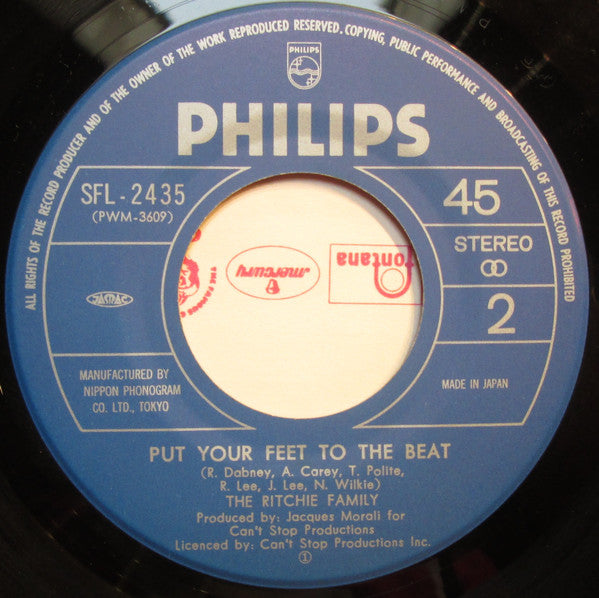 ALL RIGHTS OF THE RECORD PRODUCER AND OF THE OWNER OF THE WORK REPRODUCED RESERVED. COPYING, PUBLIC PERFORMANCE AND BROADCASTING OF THIS RECORD PROHIBITED
PHILIPS
PHILIPS
SFL-2435
(PWM-3609)
45
STEREO
2
JASRAC
MANUFACTURED BY
NIPPON PHONOGRAM
CO. LTD., TOKYO
MADE IN JAPAN
fontana
mercury
THE FAMOUS
PUT YOUR FEET TO THE BEAT
(R. Dabney, A. Carey, T. Polite,
R. Lee, J. Lee, N. Wilkie)
THE RITCHIE FAMILY
Produced by: Jacques Morali for
Can't Stop Productions
Licenced by: Can't Stop Productions Inc.
①